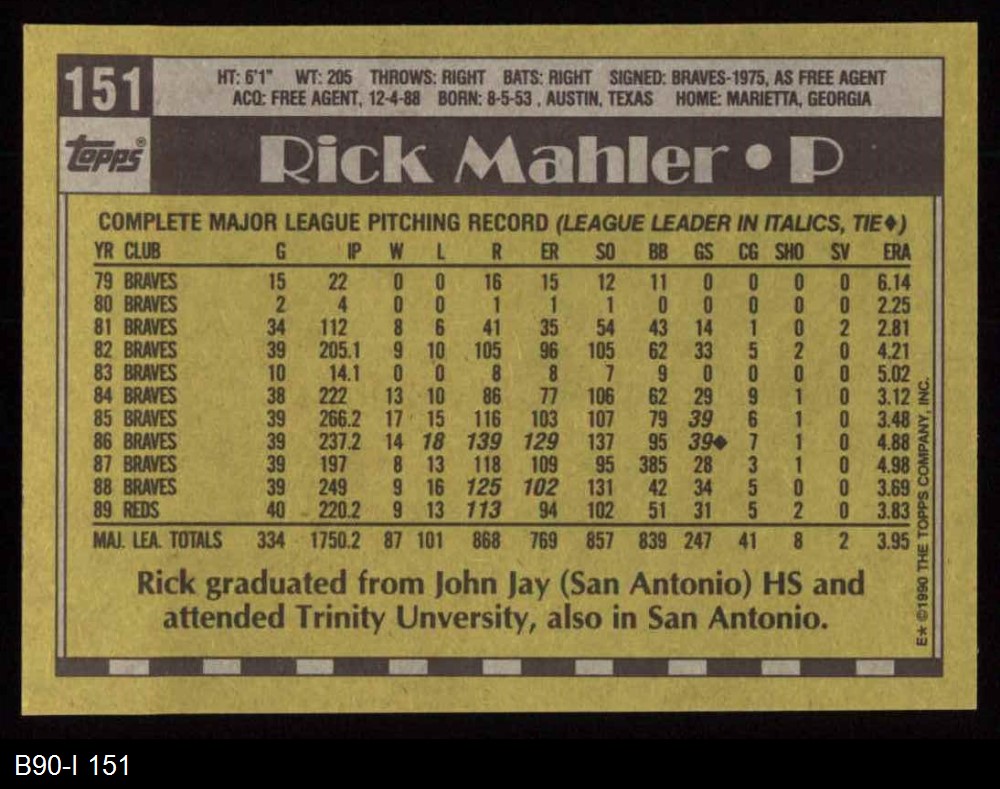 151
HT: 6'1" WT: 205 THROWS: RIGHT BATS: RIGHT SIGNED: BRAVES-1975, AS FREE AGENT
ACQ: FREE AGENT, 12-4-88 BORN: 8-5-53 , AUSTIN, TEXAS HOME: MARIETTA, GEORGIA
topps®
Rick Mahler • P
COMPLETE MAJOR LEAGUE PITCHING RECORD (LEAGUE LEADER IN ITALICS, TIE♦)
YR CLUB G IP W L R ER SO BB GS CG SHO SV ERA
79 BRAVES 15 22 0 0 16 15 12 11 0 0 0 0 6.14
80 BRAVES 2 4 0 0 1 1 1 0 0 0 0 0 2.25
81 BRAVES 34 112 8 6 41 35 54 43 14 1 0 2 2.81
82 BRAVES 39 205.1 9 10 105 96 105 62 33 5 2 0 4.21
83 BRAVES 10 14.1 0 0 8 8 7 9 0 0 0 0 5.02
84 BRAVES 38 222 13 10 86 77 106 62 29 9 1 0 3.12
85 BRAVES 39 266.2 17 15 116 103 107 79 39 6 1 0 3.48
86 BRAVES 39 237.2 14 18 139 129 137 95 39♦ 7 1 0 4.88
87 BRAVES 39 197 8 13 118 109 95 385 28 3 1 0 4.98
88 BRAVES 39 249 9 16 125 102 131 42 34 5 0 0 3.69
89 REDS 40 220.2 9 13 113 94 102 51 31 5 2 0 3.83
MAJ. LEA. TOTALS 334 1750.2 87 101 868 769 857 839 247 41 8 2 3.95
Rick graduated from John Jay (San Antonio) HS and
attended Trinity Unversity, also in San Antonio.
E★ ©1990 THE TOPPS COMPANY, INC.
B90-I 151